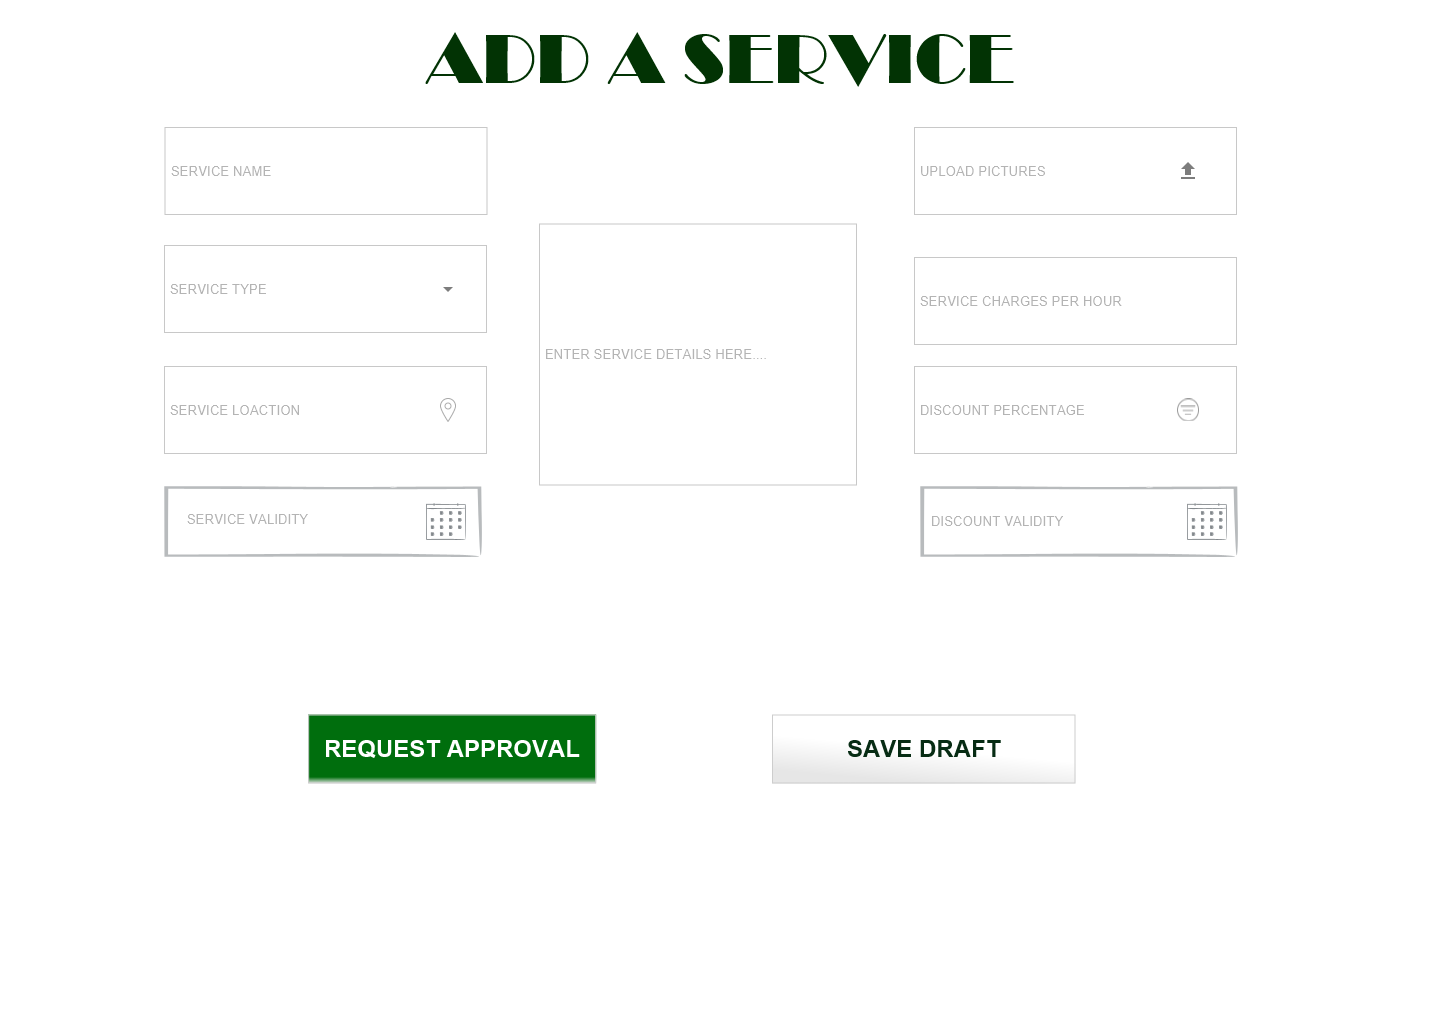 ADD A SERVICE
SERVICE NAME
UPLOAD PICTURES
SERVICE TYPE
SERVICE CHARGES PER HOUR
ENTER SERVICE DETAILS HERE....
SERVICE LOACTION
DISCOUNT PERCENTAGE
SERVICE VALIDITY
DISCOUNT VALIDITY
REQUEST APPROVAL
SAVE DRAFT